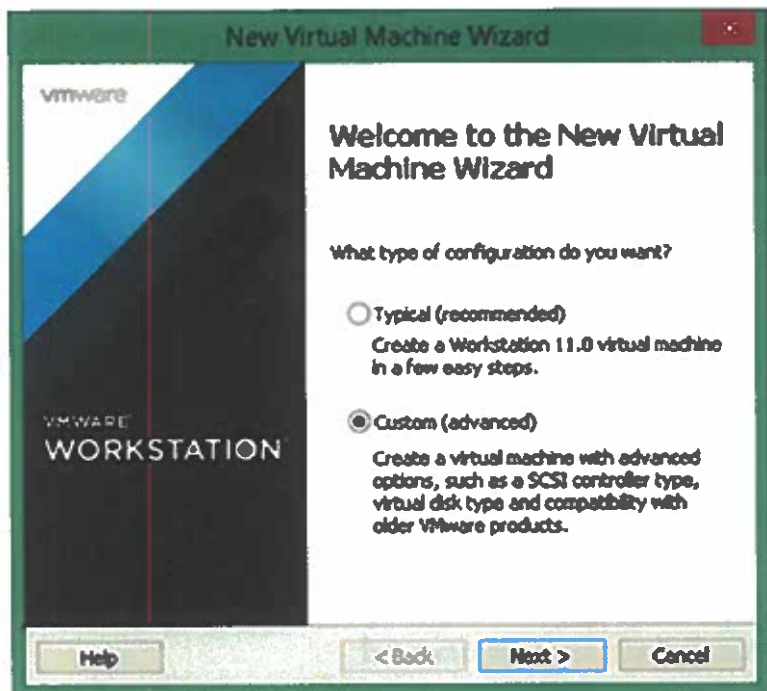 New Virtual Machine Wizard
vmware
Welcome to the New Virtual
Machine Wizard
What type of configuration do you want?
Typical (recommended)
Create a Workstation 11.0 virtual machine
in a few easy steps.
Custom (advanced)
Create a virtual machine with advanced
options, such as a SCSI controller type,
virtual disk type and compatibility with
older VMware products.
VMWARE
WORKSTATION
Help
< Back
Next >
Cancel